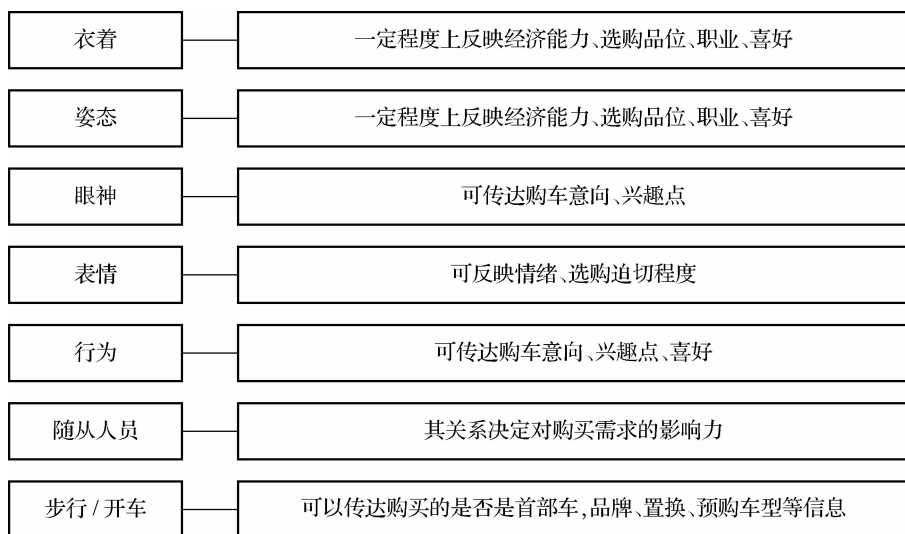 衣着
一定程度上反映经济能力、选购品位、职业、喜好
姿态
一定程度上反映经济能力、选购品位、职业、喜好
眼神
可传达购车意向、兴趣点
表情
可反映情绪、选购迫切程度
行为
可传达购车意向、兴趣点、喜好
随从人员
其关系决定对购买需求的影响力
步行 / 开车
可以传达购买的是否是首部车,品牌、置换、预购车型等信息